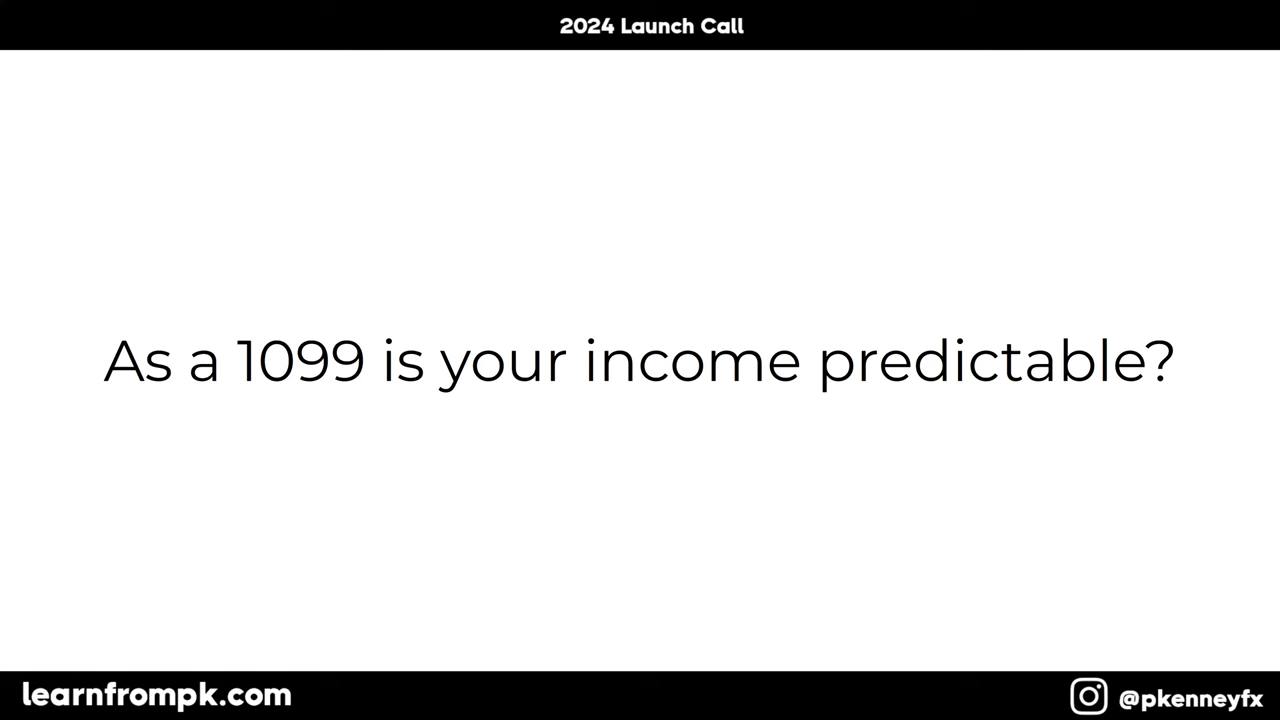 2024 Launch Call
As a 1099 is your income predictable?
learnfrompk.com
@pkenneyfx